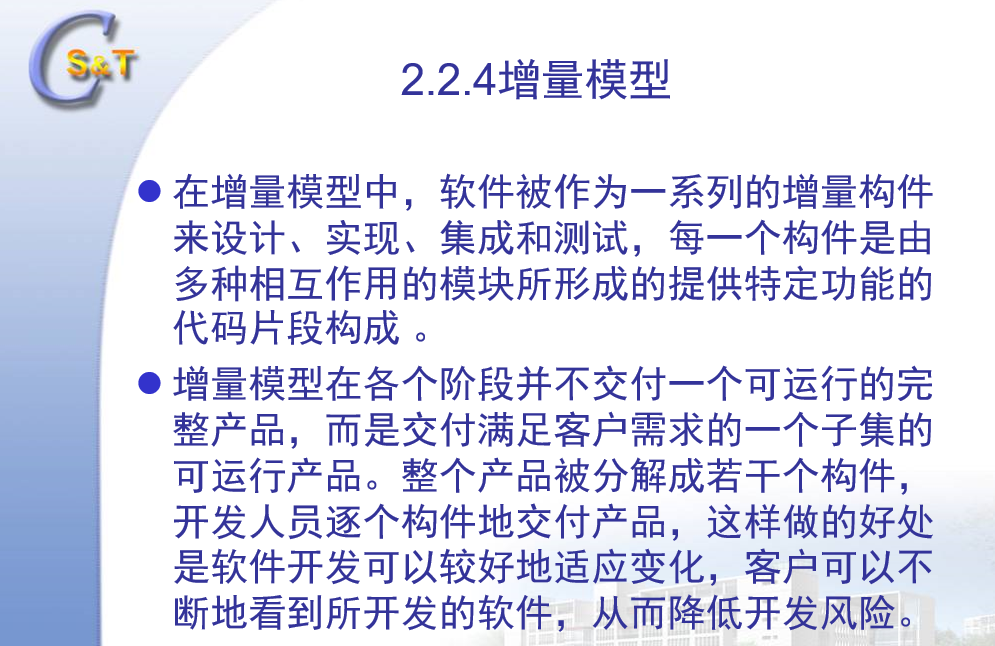 CS&T
2.2.4增量模型
● 在增量模型中，软件被作为一系列的增量构件
来设计、实现、集成和测试，每一个构件是由
多种相互作用的模块所形成的提供特定功能的
代码片段构成 。
● 增量模型在各个阶段并不交付一个可运行的完
整产品，而是交付满足客户需求的一个子集的
可运行产品。整个产品被分解成若干个构件，
开发人员逐个构件地交付产品，这样做的好处
是软件开发可以较好地适应变化，客户可以不
断地看到所开发的软件，从而降低开发风险。